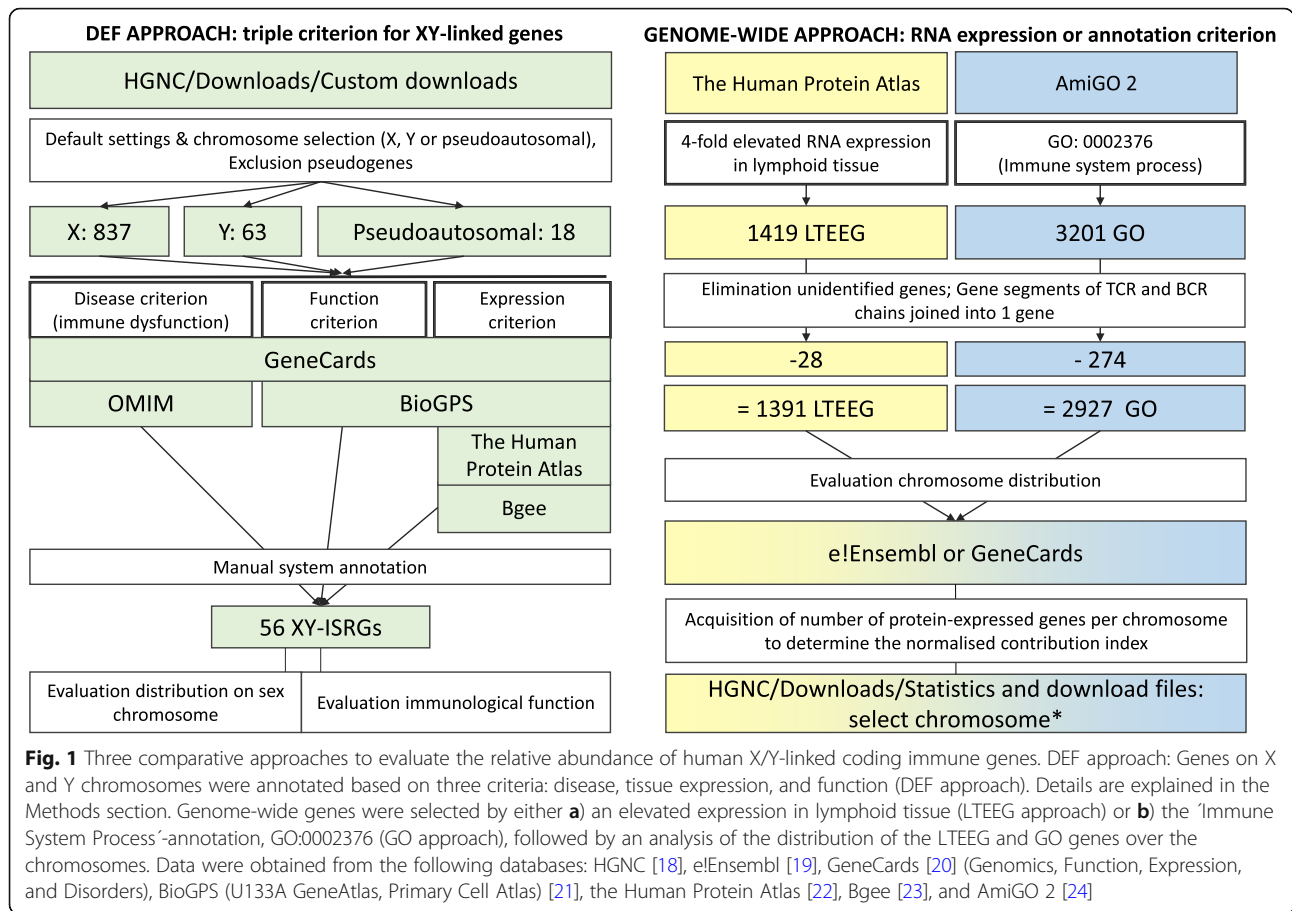 DEF APPROACH: triple criterion for XY-linked genes
HGNC/Downloads/Custom downloads
Default settings & chromosome selection (X, Y or pseudoautosomal),
Exclusion pseudogenes
X: 837
Y: 63
Pseudoautosomal: 18
Disease criterion
(immune dysfunction)
Function
criterion
Expression
criterion
GeneCards
OMIM
BioGPS
The Human
Protein Atlas
Bgee
Manual system annotation
56 XY-ISRGs
Evaluation distribution on sex
chromosome
Evaluation immunological function
GENOME-WIDE APPROACH: RNA expression or annotation criterion
The Human Protein Atlas
AmiGO 2
4-fold elevated RNA expression
in lymphoid tissue
GO: 0002376
(Immune system process)
1419 LTEEG
3201 GO
Elimination unidentified genes; Gene segments of TCR and BCR
chains joined into 1 gene
-28
- 274
= 1391 LTEEG
= 2927 GO
Evaluation chromosome distribution
e!Ensembl or GeneCards
Acquisition of number of protein-expressed genes per chromosome
to determine the normalised contribution index
HGNC/Downloads/Statistics and download files:
select chromosome*
Fig. 1 Three comparative approaches to evaluate the relative abundance of human X/Y-linked coding immune genes. DEF approach: Genes on X
and Y chromosomes were annotated based on three criteria: disease, tissue expression, and function (DEF approach). Details are explained in the
Methods section. Genome-wide genes were selected by either a) an elevated expression in lymphoid tissue (LTEEG approach) or b) the ´Immune
System Process´-annotation, GO:0002376 (GO approach), followed by an analysis of the distribution of the LTEEG and GO genes over the
chromosomes. Data were obtained from the following databases: HGNC [18], e!Ensembl [19], GeneCards [20] (Genomics, Function, Expression,
and Disorders), BioGPS (U133A GeneAtlas, Primary Cell Atlas) [21], the Human Protein Atlas [22], Bgee [23], and AmiGO 2 [24]